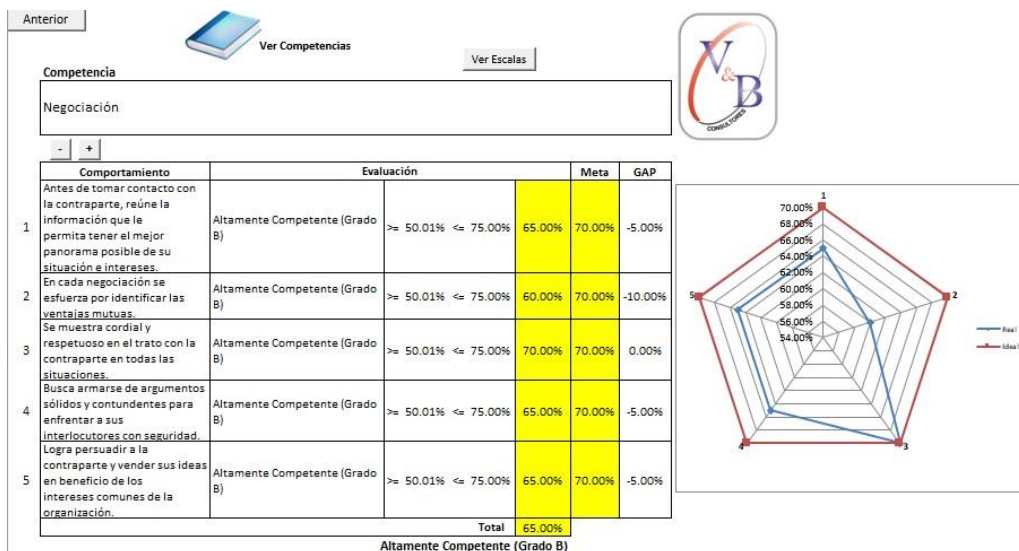 Anterior
Ver Competencias
Ver Escalas
Competencia
Negociación
V&B
CONSULTORES
- +
Comportamiento Evaluación Meta GAP
1
Antes de tomar contacto con
la contraparte, reúne la
información que le
permita tener el mejor
panorama posible de su
situación e intereses.
Altamente Competente (Grado
B)
>= 50.01% <= 75.00% 65.00% 70.00% -5.00%
2
En cada negociación se
esfuerza por identificar las
ventajas mutuas.
Altamente Competente (Grado
B)
>= 50.01% <= 75.00% 60.00% 70.00% -10.00%
3
Se muestra cordial y
respetuoso en el trato con la
contraparte en todas las
situaciones.
Altamente Competente (Grado
B)
>= 50.01% <= 75.00% 70.00% 70.00% 0.00%
4
Busca armarse de argumentos
sólidos y contundentes para
enfrentar a sus
interlocutores con seguridad.
Altamente Competente (Grado
B)
>= 50.01% <= 75.00% 65.00% 70.00% -5.00%
5
Logra persuadir a la
contraparte y vender sus ideas
en beneficio de los
intereses comunes de la
organización.
Altamente Competente (Grado
B)
>= 50.01% <= 75.00% 65.00% 70.00% -5.00%
Total 65.00%
Altamente Competente (Grado B)
1
70.00%
68.00%
66.00%
64.00%
62.00%
60.00%
58.00%
56.00%
54.00%
5
2
4
3
Real
Ideal